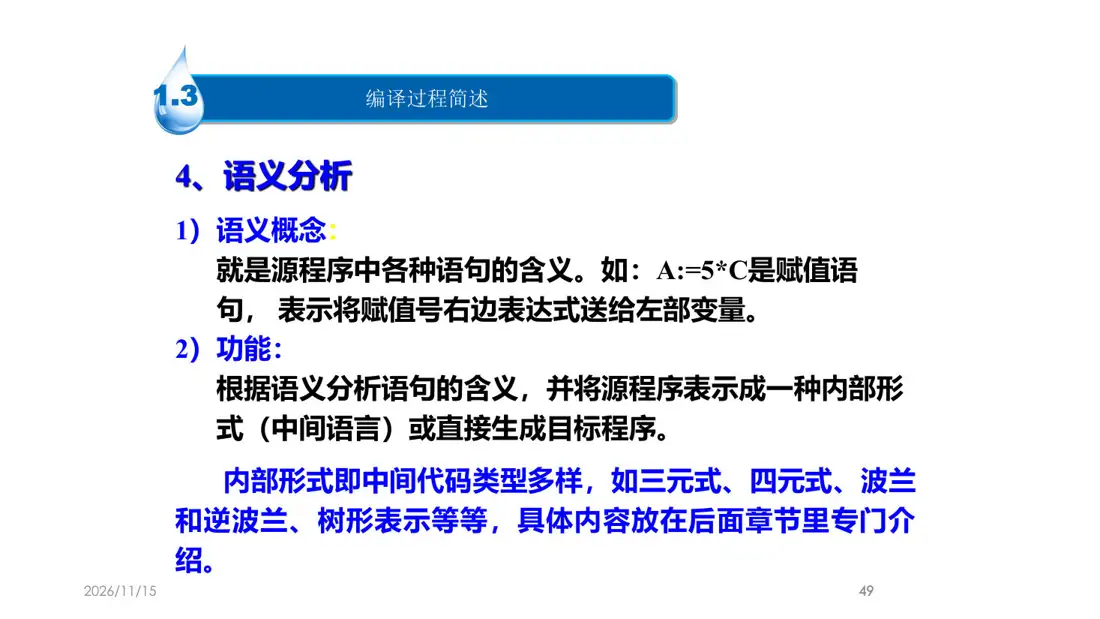 1.3
编译过程简述
4、语义分析
1）语义概念：
就是源程序中各种语句的含义。如：A:=5*C是赋值语
句， 表示将赋值号右边表达式送给左部变量。
2）功能：
根据语义分析语句的含义，并将源程序表示成一种内部形
式（中间语言）或直接生成目标程序。
内部形式即中间代码类型多样，如三元式、四元式、波兰
和逆波兰、树形表示等等，具体内容放在后面章节里专门介
绍。
2026/11/15
49